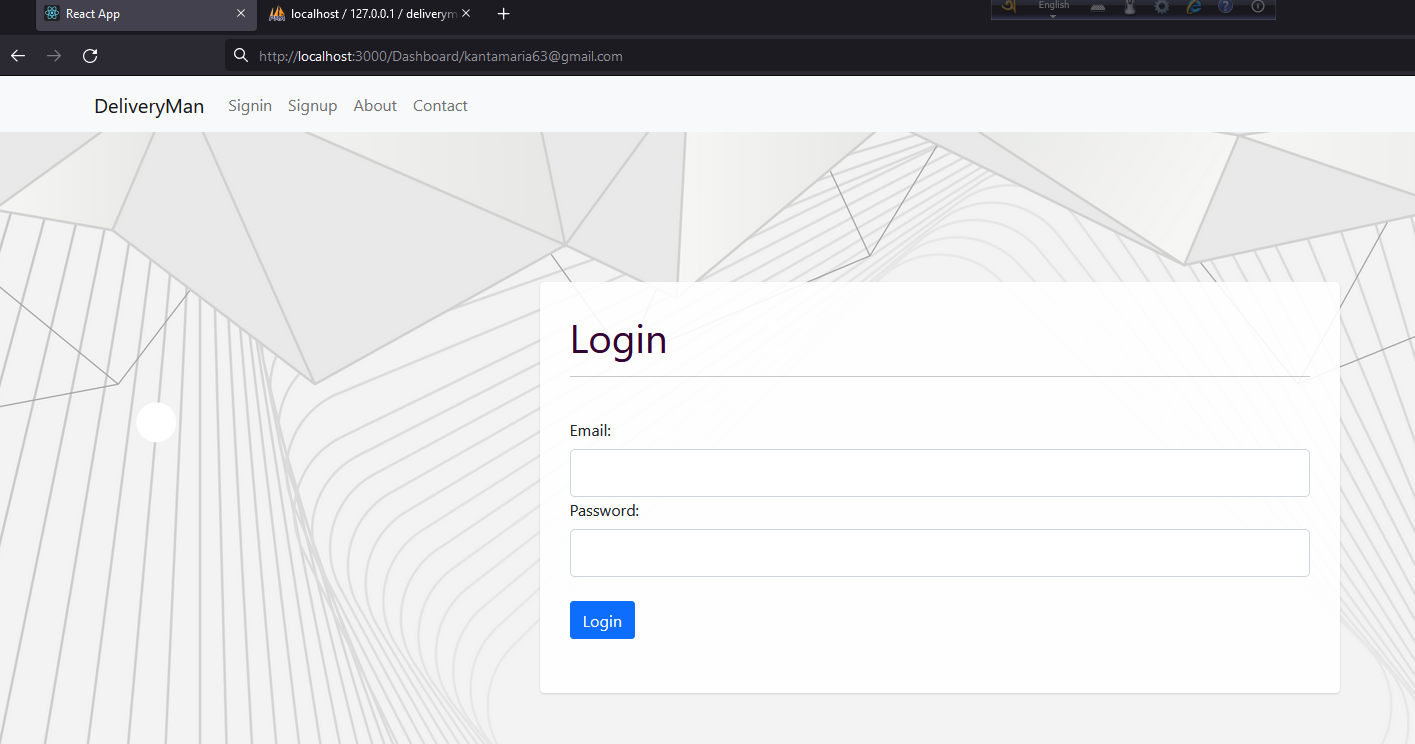 React App
localhost / 127.0.0.1 / deliverym
অ
English
http://localhost:3000/Dashboard/kantamaria63@gmail.com
DeliveryMan Signin Signup About Contact
Login
Email:
Password:
Login